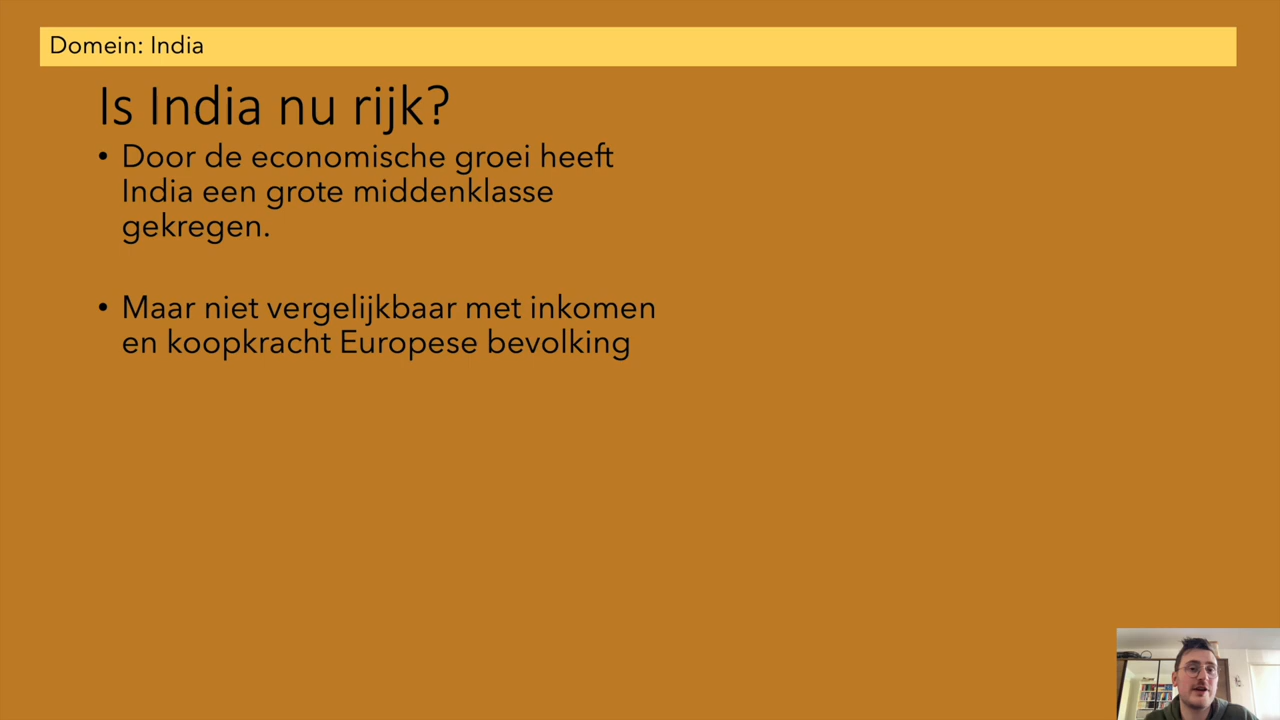 Domein: India
Is India nu rijk?
• Door de economische groei heeft
India een grote middenklasse
gekregen.
• Maar niet vergelijkbaar met inkomen
en koopkracht Europese bevolking